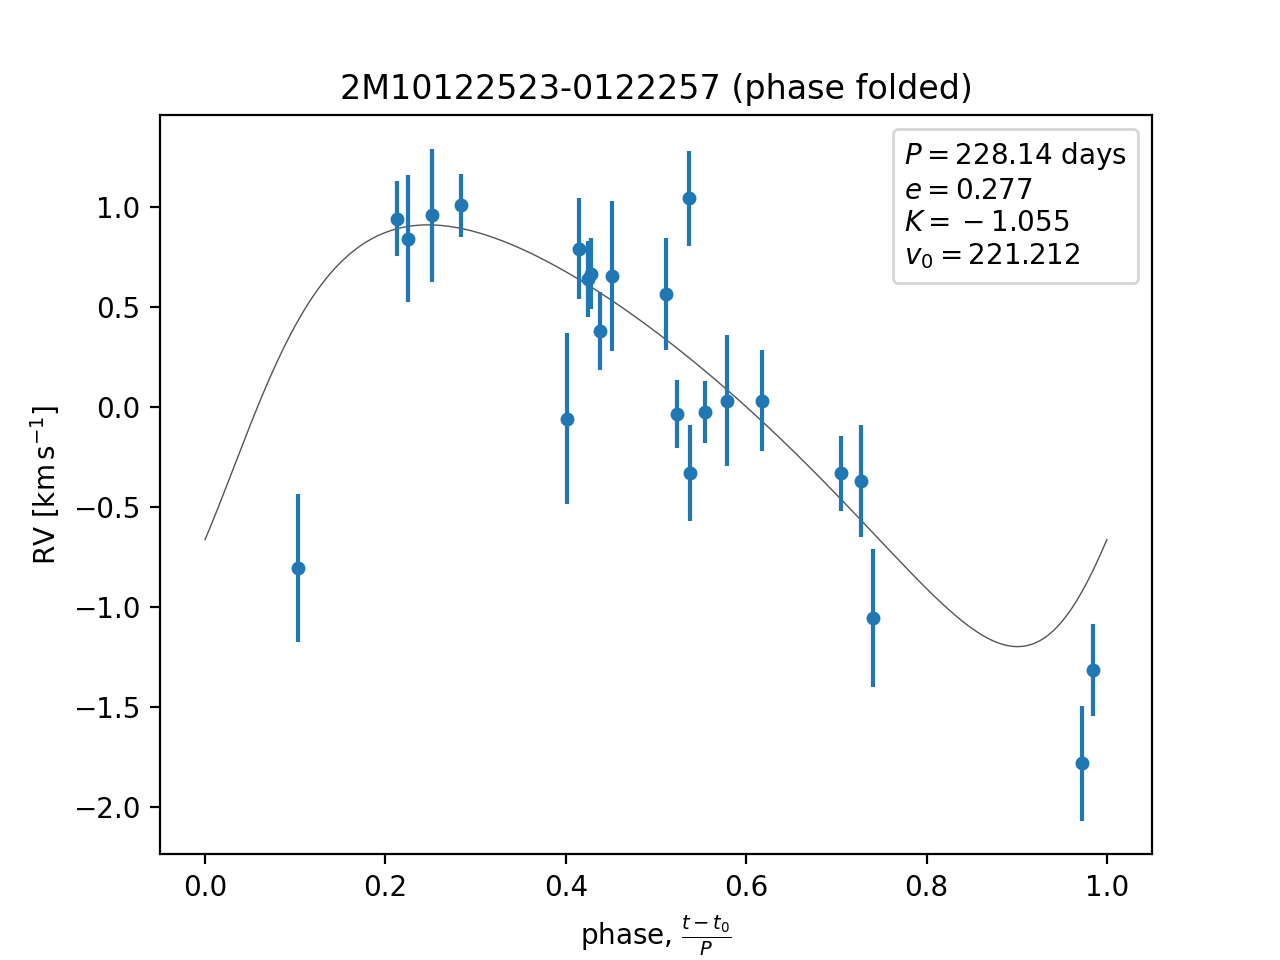 2M10122523-0122257 (phase folded)
P = 228.14 days
e = 0.277
K = −1.055
v₀ = 221.212
RV [km s⁻¹]
1.0
0.5
0.0
−0.5
−1.0
−1.5
−2.0
0.0 0.2 0.4 0.6 0.8 1.0
phase, (t − t₀)/P